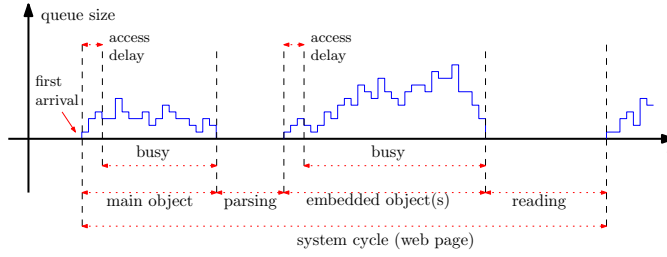 queue size
access
delay
access
delay
first
arrival
busy
busy
main object
parsing
embedded object(s)
reading
system cycle (web page)